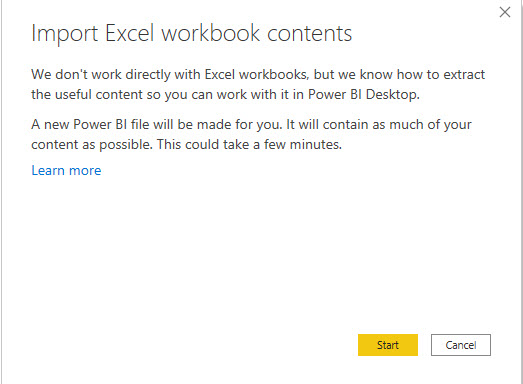 Import Excel workbook contents
We don't work directly with Excel workbooks, but we know how to extract
the useful content so you can work with it in Power BI Desktop.
A new Power BI file will be made for you. It will contain as much of your
content as possible. This could take a few minutes.
Learn more
Start
Cancel